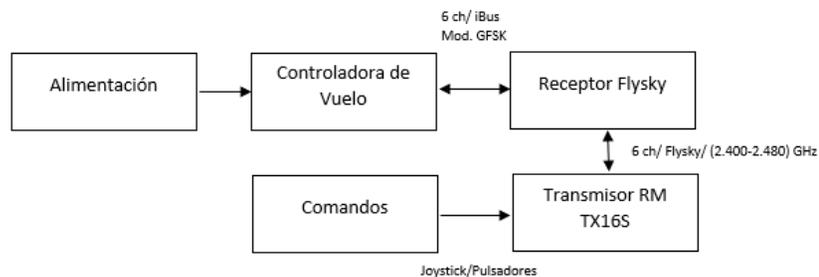 6 ch/ iBus
Mod. GFSK
Alimentación
Controladora de
Vuelo
Receptor Flysky
6 ch/ Flysky/ (2.400-2.480) GHz
Comandos
Transmisor RM
TX16S
Joystick/Pulsadores